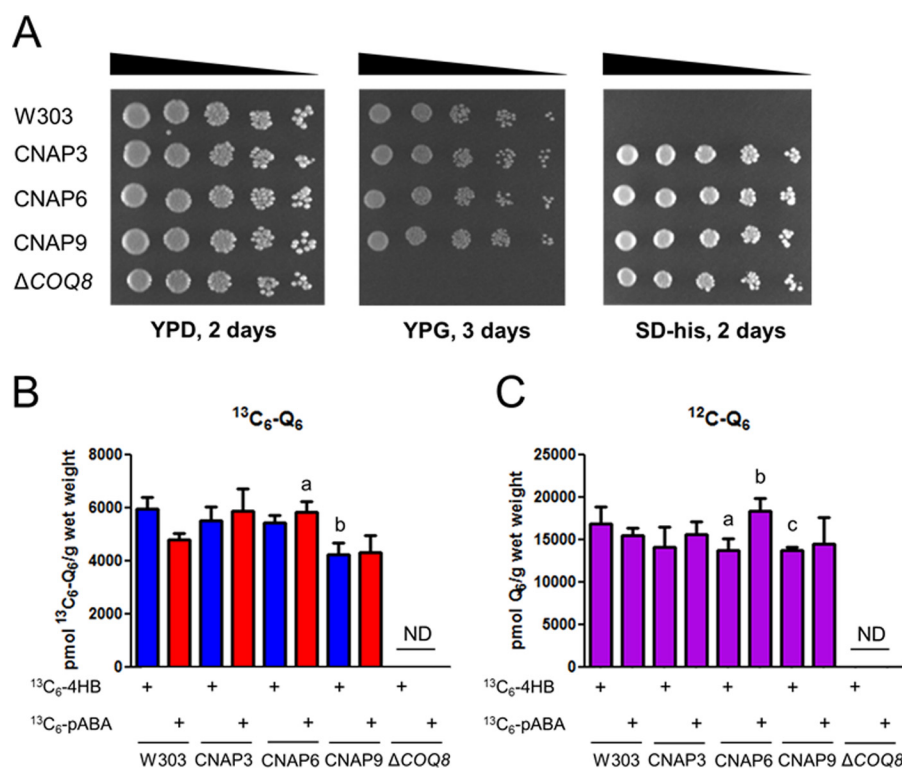 A
W303
CNAP3
CNAP6
CNAP9
ΔCOQ8
YPD, 2 days YPG, 3 days SD-his, 2 days
B
¹³C₆-Q₆
pmol ¹³C₆-Q₆/g wet weight
8000
6000
4000
2000
0
a
b
ND
¹³C₆-4HB + + + + +
¹³C₆-pABA + + + + +
W303 CNAP3 CNAP6 CNAP9 ΔCOQ8
C
¹²C-Q₆
pmol Q₆/g wet weight
25000
20000
15000
10000
5000
0
a
b
c
ND
¹³C₆-4HB + + + + +
¹³C₆-pABA + + + + +
W303 CNAP3 CNAP6 CNAP9 ΔCOQ8